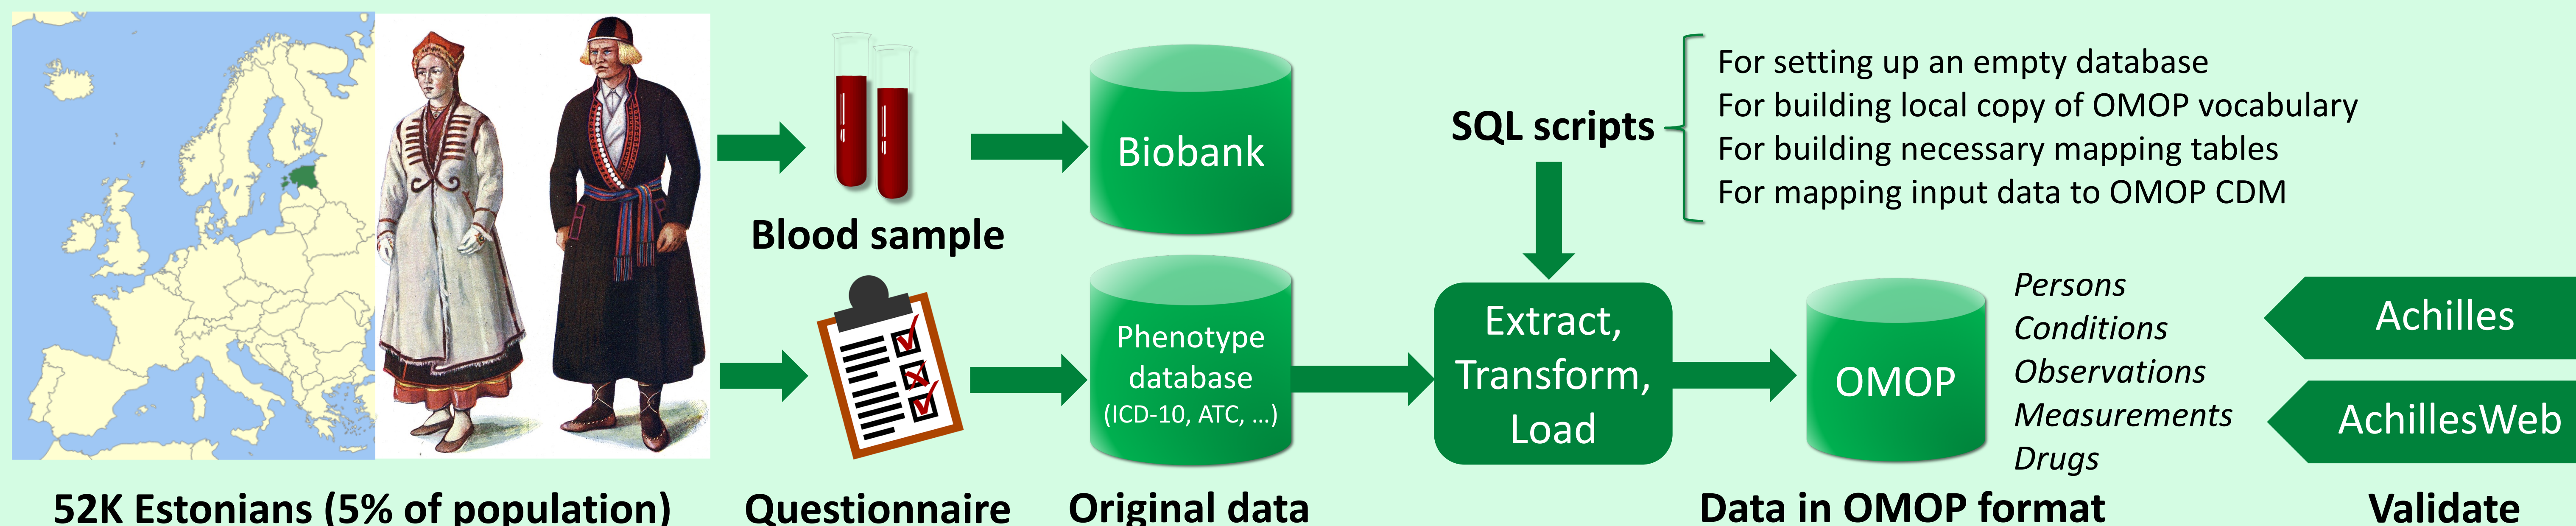 52K Estonians (5% of population)
Blood sample
Questionnaire
Biobank
Phenotype
database
(ICD-10, ATC, ...)
Original data
SQL scripts
For setting up an empty database
For building local copy of OMOP vocabulary
For building necessary mapping tables
For mapping input data to OMOP CDM
Extract,
Transform,
Load
OMOP
Persons
Conditions
Observations
Measurements
Drugs
Data in OMOP format
Achilles
AchillesWeb
Validate